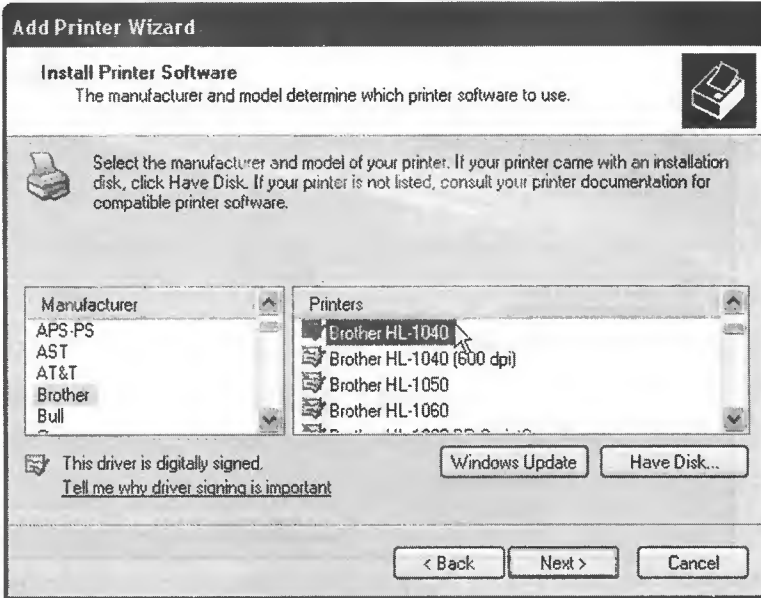 Add Printer Wizard
Install Printer Software
The manufacturer and model determine which printer software to use.
Select the manufacturer and model of your printer. If your printer came with an installation
disk, click Have Disk. If your printer is not listed, consult your printer documentation for
compatible printer software.
Manufacturer
APS-PS
AST
AT&T
Brother
Bull
Printers
Brother HL-1040
Brother HL-1040 (600 dpi)
Brother HL-1050
Brother HL-1060
This driver is digitally signed.
Tell me why driver signing is important
Windows Update
Have Disk...
< Back
Next >
Cancel